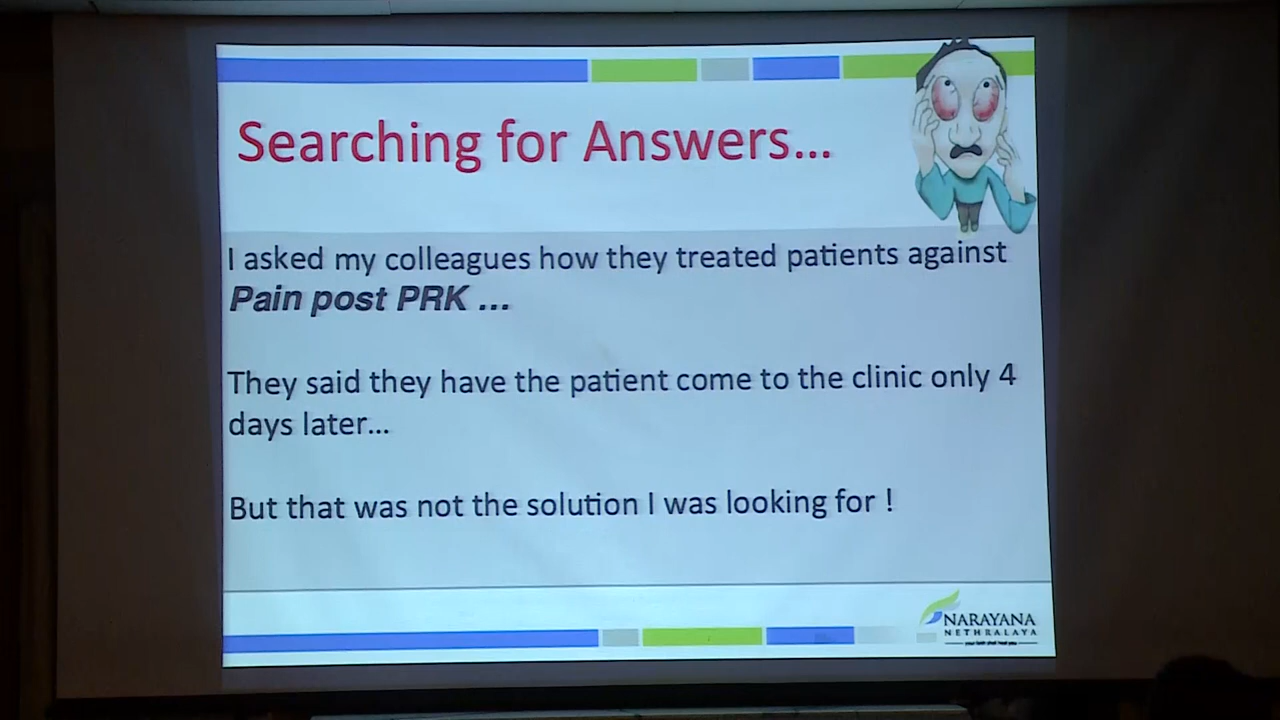 Searching for Answers...
I asked my colleagues how they treated patients against
Pain post PRK ...
They said they have the patient come to the clinic only 4
days later...
But that was not the solution I was looking for !
NARAYANA
NETHRALAYA